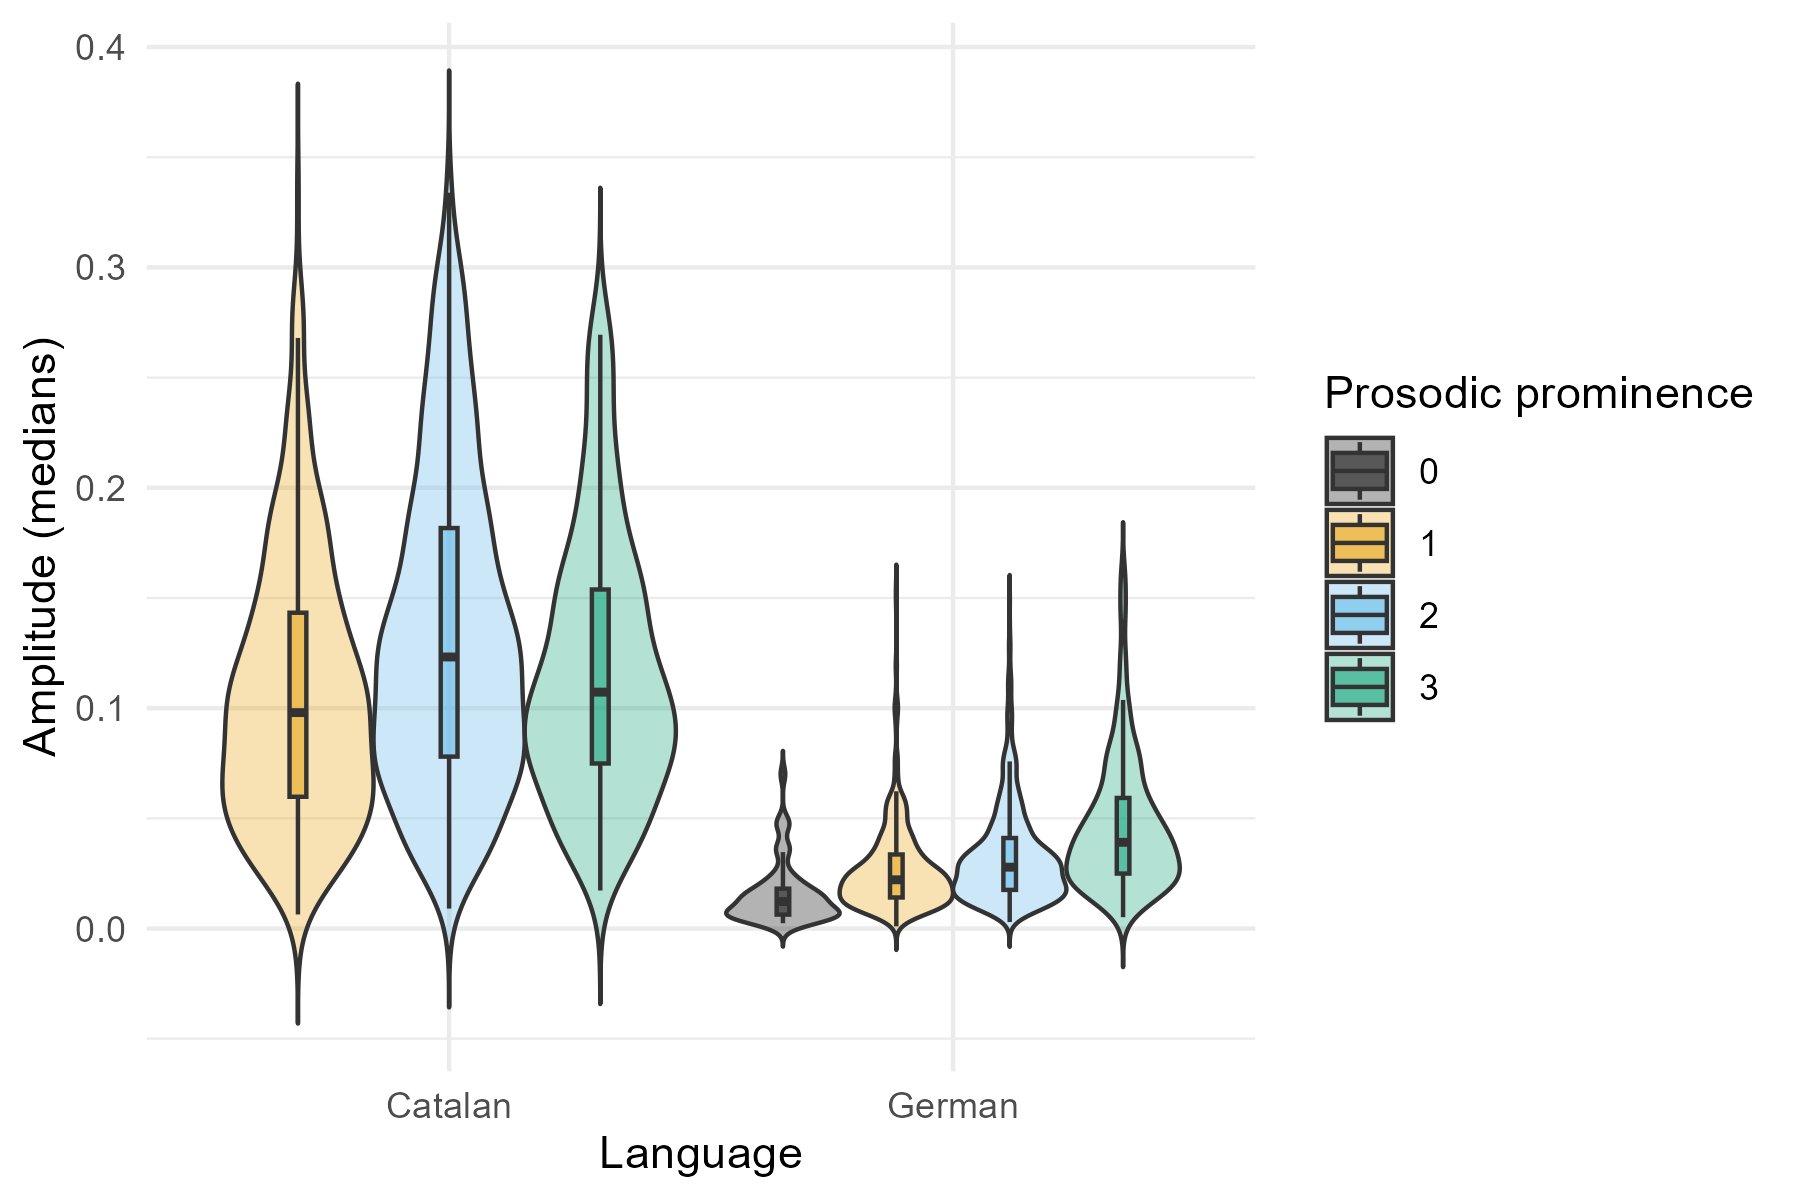 0.4
0.3
0.2
0.1
0.0
Amplitude (medians)
Catalan
German
Language
Prosodic prominence
0
1
2
3